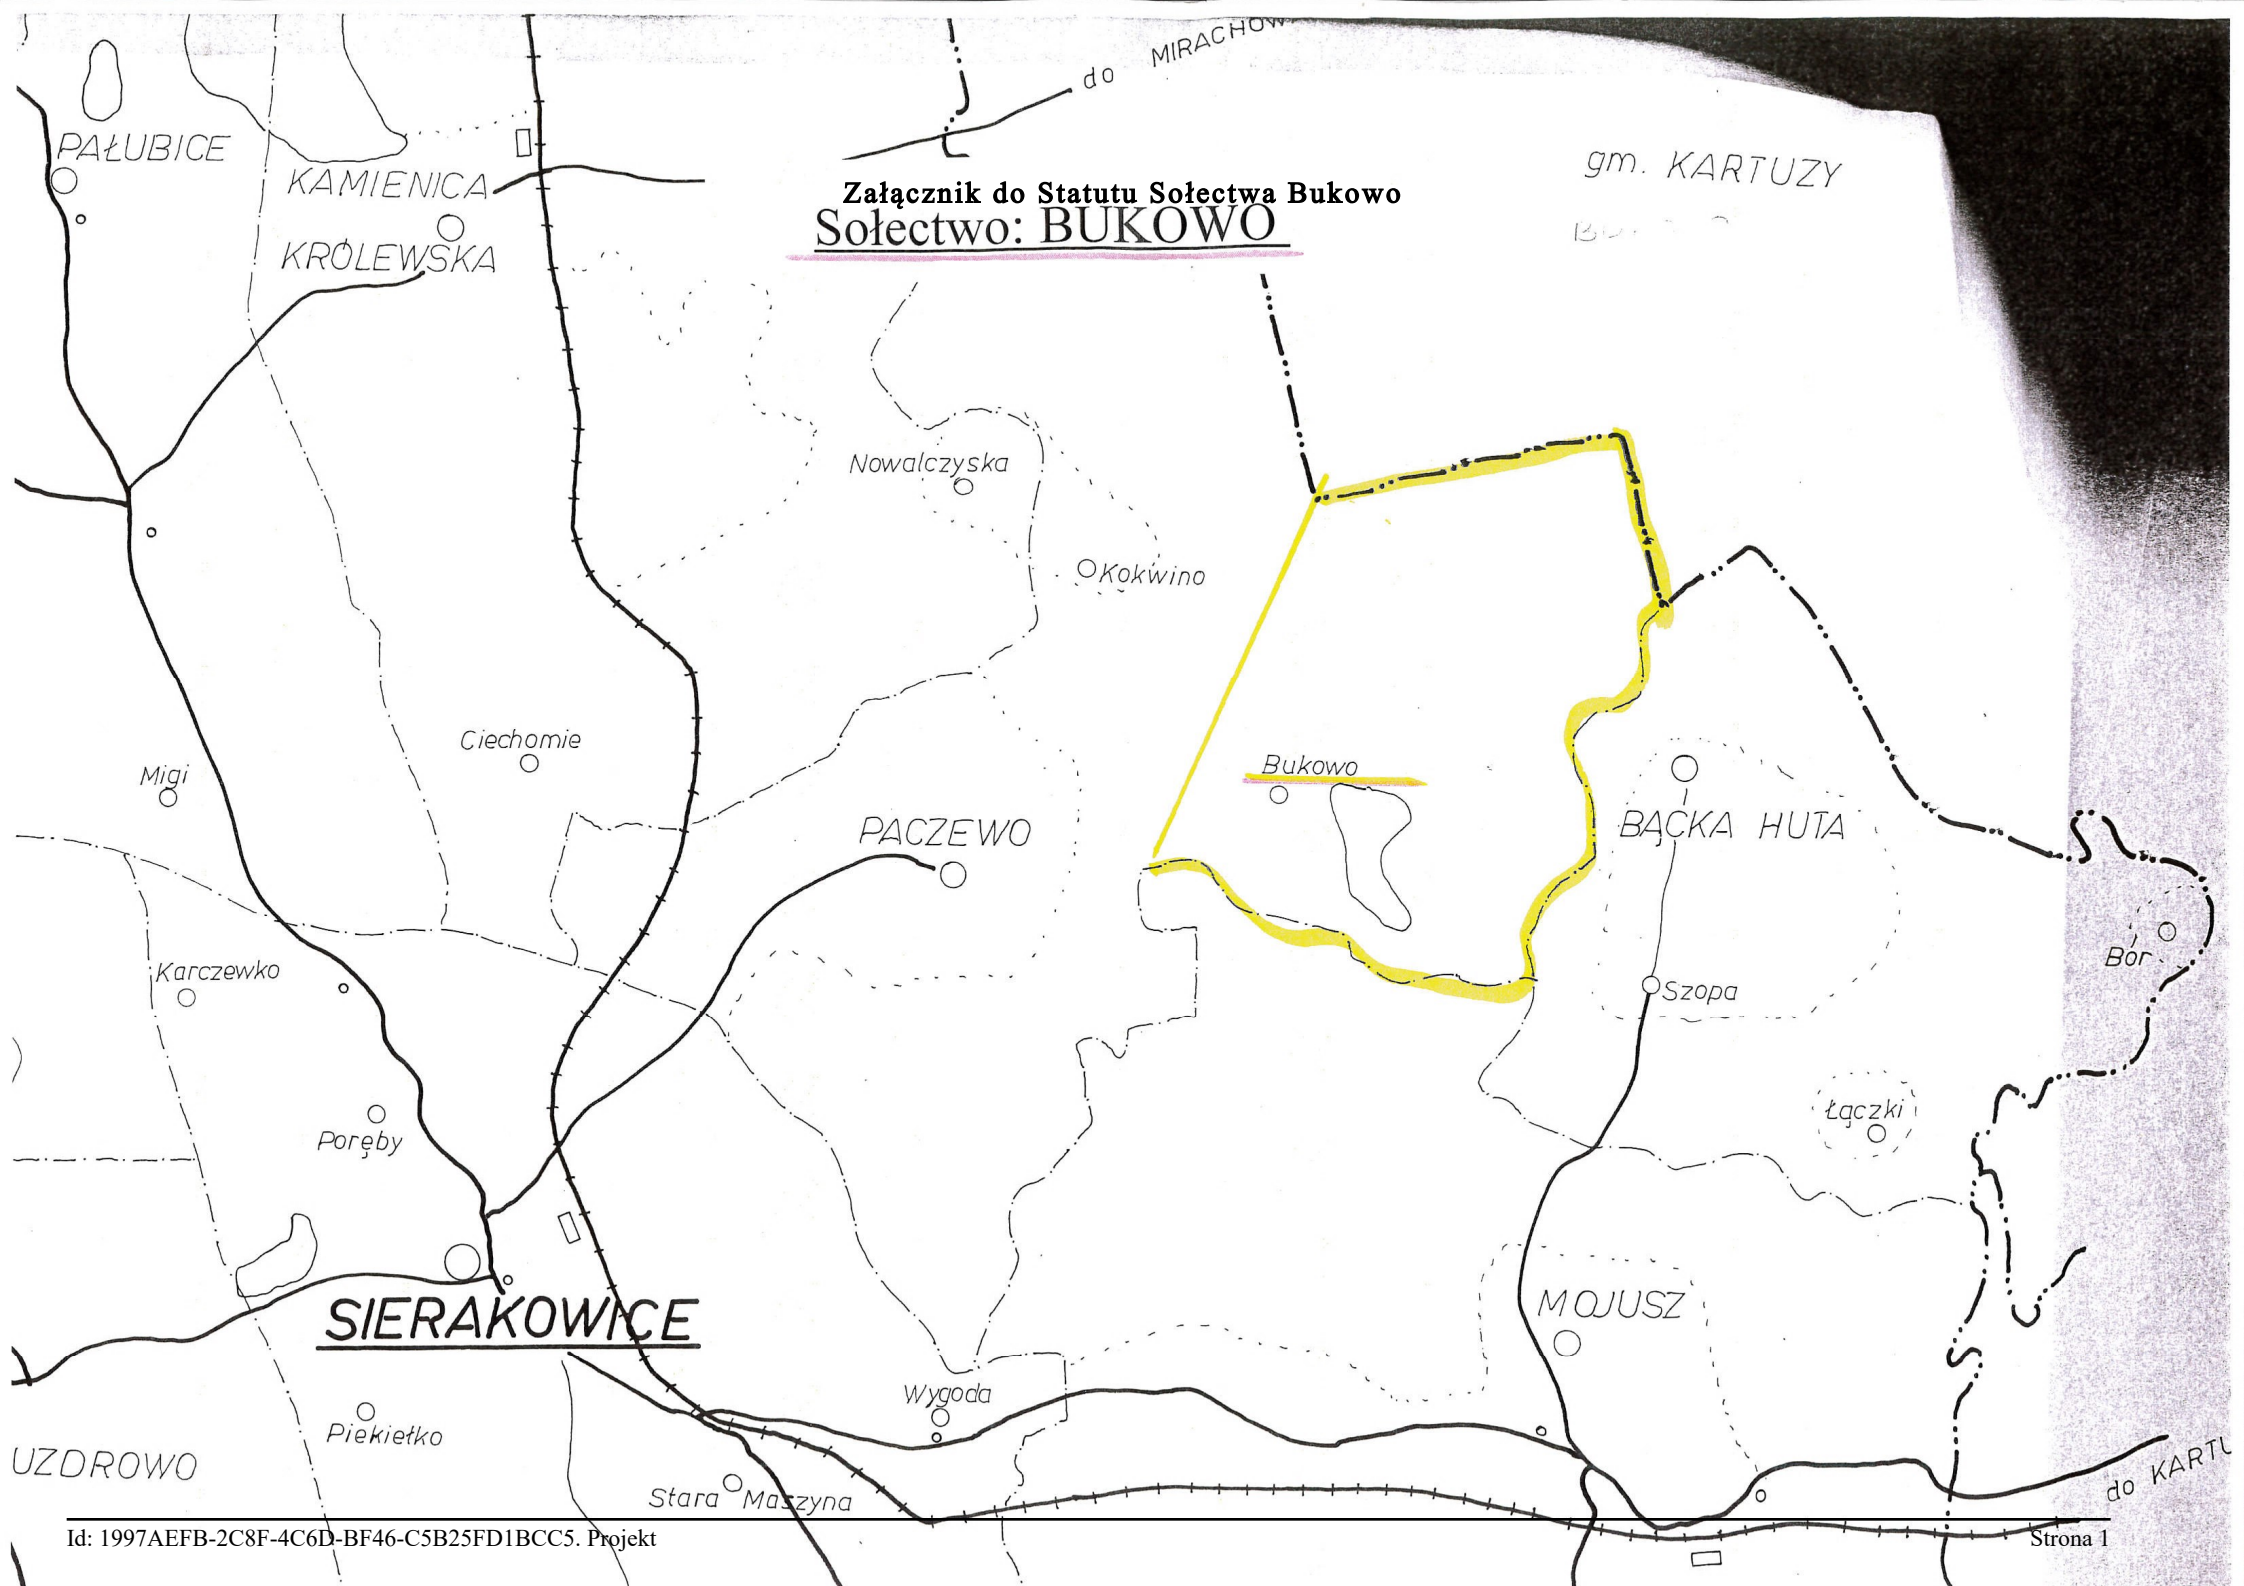 do MIRACHOW
PAŁUBICE
KAMIENICA
KRÓLEWSKA
gm. KARTUZY
Załącznik do Statutu Sołectwa Bukowo
Sołectwo: BUKOWO
Nowalczyska
Kokwino
Ciechomie
Migi
Bukowo
PACZEWO
BĄCKA HUTA
Karczewko
Bór
Szopa
Poręby
Łączki
SIERAKOWICE
MOJUSZ
Wygoda
Piekiełko
UZDROWO
Stara Maszyna
do KARTU
Id: 1997AEFB-2C8F-4C6D-BF46-C5B25FD1BCC5. Projekt
Strona 1